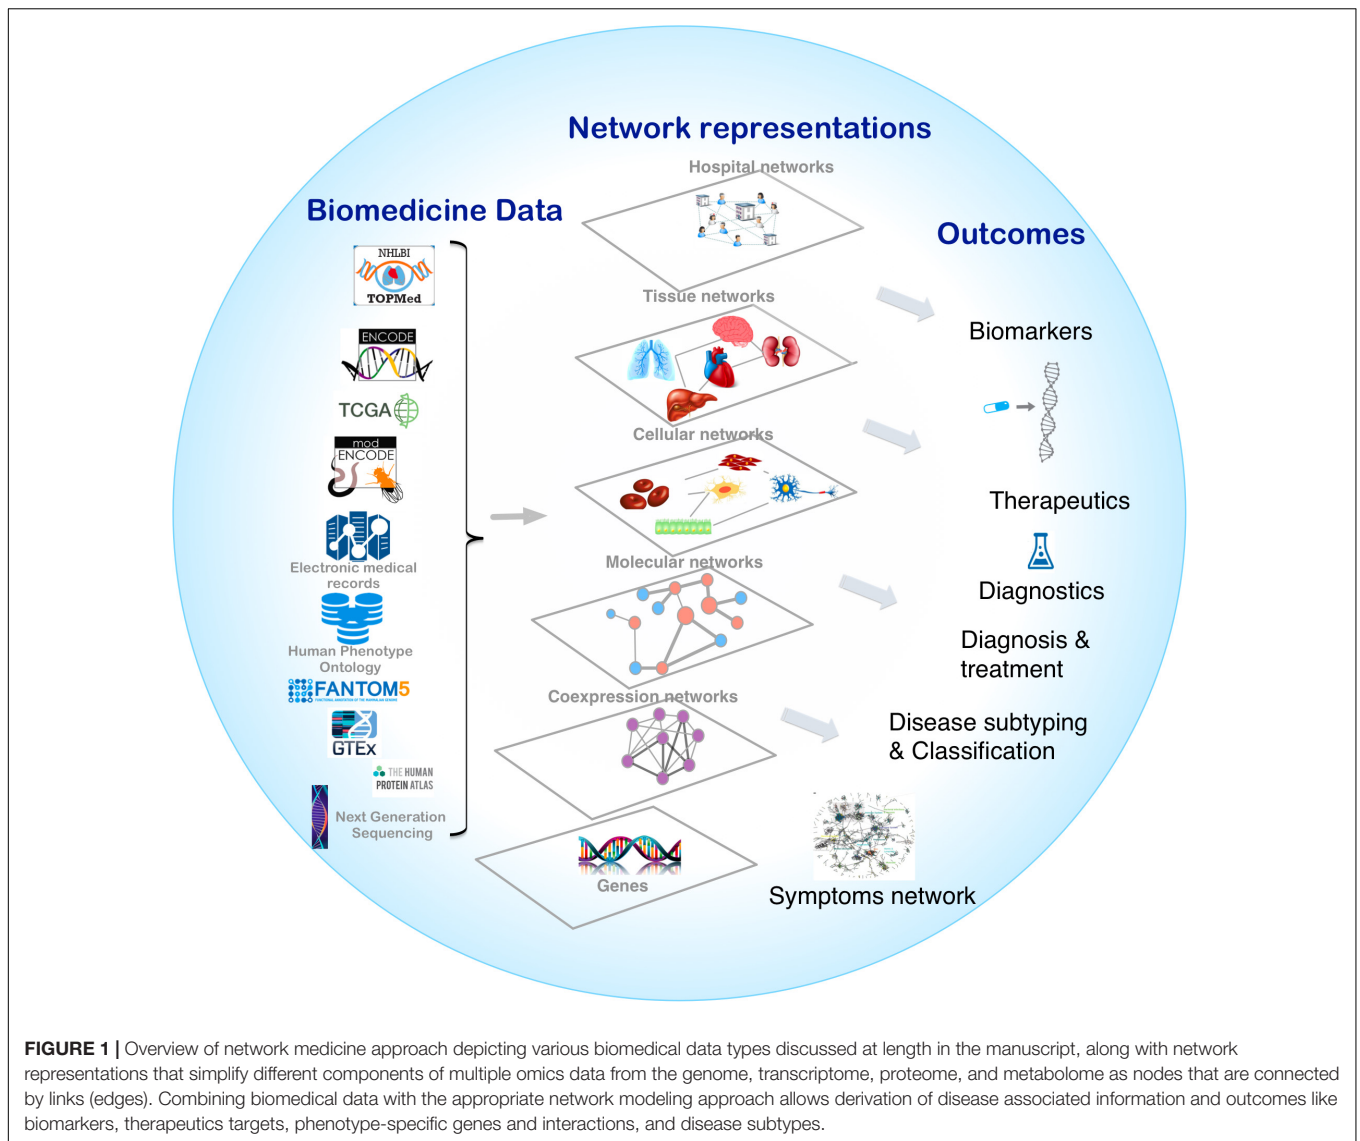 Network representations
Hospital networks
Biomedicine Data
Outcomes
NHLBI
TOPMed
ENCODE
TCGA
mod
ENCODE
Electronic medical
records
Human Phenotype
Ontology
FANTOM5
FUNCTIONAL ANNOTATION OF THE MAMMALIAN GENOME
GTEx
THE HUMAN
PROTEIN ATLAS
Next Generation
Sequencing
Tissue networks
Cellular networks
Molecular networks
Coexpression networks
Genes
Biomarkers
Therapeutics
Diagnostics
Diagnosis &
treatment
Disease subtyping
& Classification
Symptoms network
FIGURE 1 | Overview of network medicine approach depicting various biomedical data types discussed at length in the manuscript, along with network
representations that simplify different components of multiple omics data from the genome, transcriptome, proteome, and metabolome as nodes that are connected
by links (edges). Combining biomedical data with the appropriate network modeling approach allows derivation of disease associated information and outcomes like
biomarkers, therapeutics targets, phenotype-specific genes and interactions, and disease subtypes.